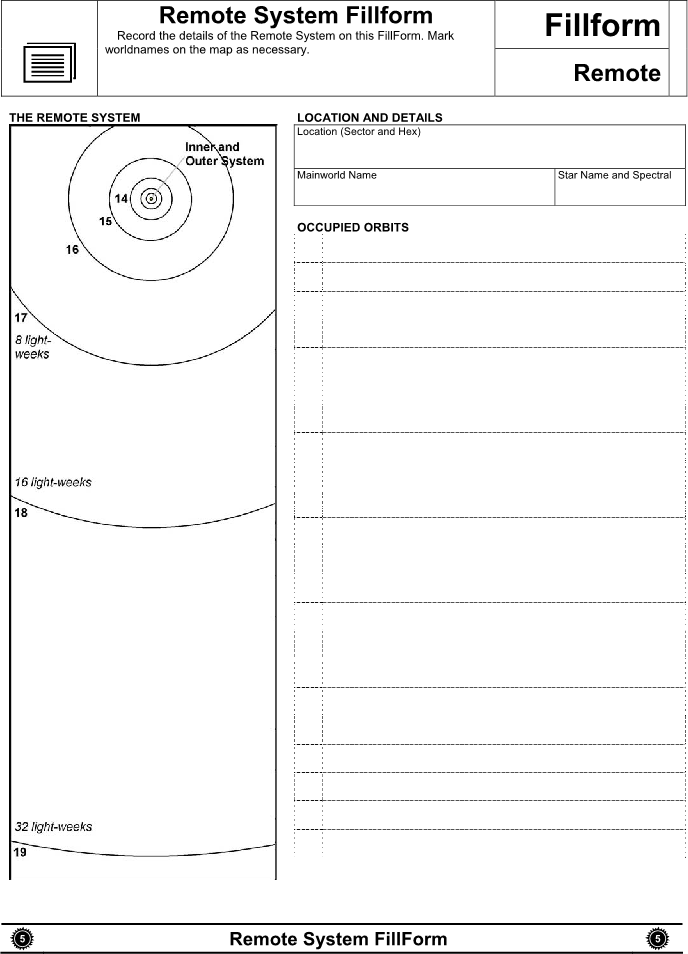 Remote System Fillform
Record the details of the Remote System on this FillForm. Mark
worldnames on the map as necessary.
Fillform
Remote
THE REMOTE SYSTEM
Inner and
Outer System
14
15
16
17
8 light-
weeks
16 light-weeks
18
32 light-weeks
19
LOCATION AND DETAILS
Location (Sector and Hex)
Mainworld Name
Star Name and Spectral
OCCUPIED ORBITS
5
Remote System FillForm
5